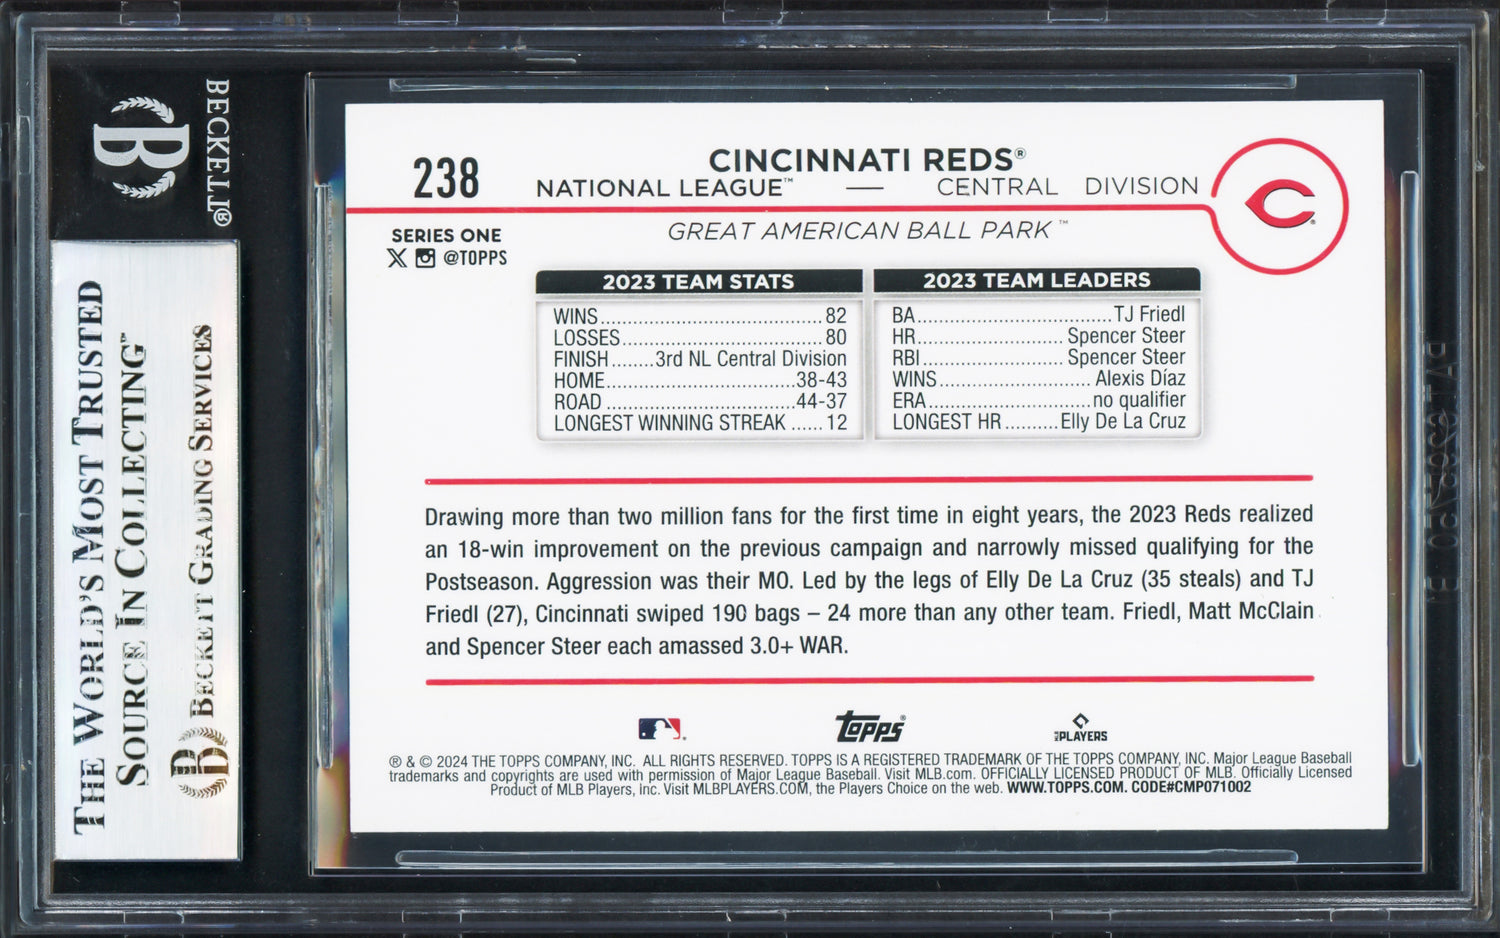 BECKETT®
THE WORLD'S MOST TRUSTED
SOURCE IN COLLECTING™
BECKETT GRADING SERVICES
238
CINCINNATI REDS®
NATIONAL LEAGUE™ — CENTRAL DIVISION
SERIES ONE
@TOPPS
GREAT AMERICAN BALL PARK™
2023 TEAM STATS
WINS....................................82
LOSSES................................80
FINISH........3rd NL Central Division
HOME...............................38-43
ROAD...............................44-37
LONGEST WINNING STREAK......12
2023 TEAM LEADERS
BA................................TJ Friedl
HR........................Spencer Steer
RBI.......................Spencer Steer
WINS.........................Alexis Díaz
ERA............................no qualifier
LONGEST HR..........Elly De La Cruz
Drawing more than two million fans for the first time in eight years, the 2023 Reds realized
an 18-win improvement on the previous campaign and narrowly missed qualifying for the
Postseason. Aggression was their MO. Led by the legs of Elly De La Cruz (35 steals) and TJ
Friedl (27), Cincinnati swiped 190 bags – 24 more than any other team. Friedl, Matt McClain
and Spencer Steer each amassed 3.0+ WAR.
Topps®
MLB PLAYERS
® & © 2024 THE TOPPS COMPANY, INC. ALL RIGHTS RESERVED. TOPPS IS A REGISTERED TRADEMARK OF THE TOPPS COMPANY, INC. Major League Baseball
trademarks and copyrights are used with permission of Major League Baseball. Visit MLB.com. OFFICIALLY LICENSED PRODUCT OF MLB. Officially Licensed
Product of MLB Players, Inc. Visit MLBPLAYERS.COM, the Players Choice on the web. WWW.TOPPS.COM. CODE#CMP071002